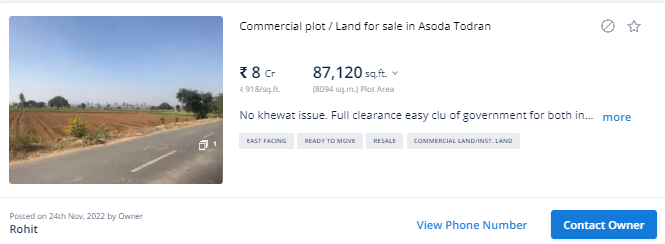 Commercial plot / Land for sale in Asoda Todran
₹ 8 Cr
₹ 918/sq.ft.
87,120 sq.ft.
(8094 sq.m.) Plot Area
No khewat issue. Full clearance easy clu of government for both in... more
EAST FACING READY TO MOVE RESALE COMMERCIAL LAND/INST. LAND
1
Posted on 24th Nov, 2022 by Owner
Rohit
View Phone Number
Contact Owner